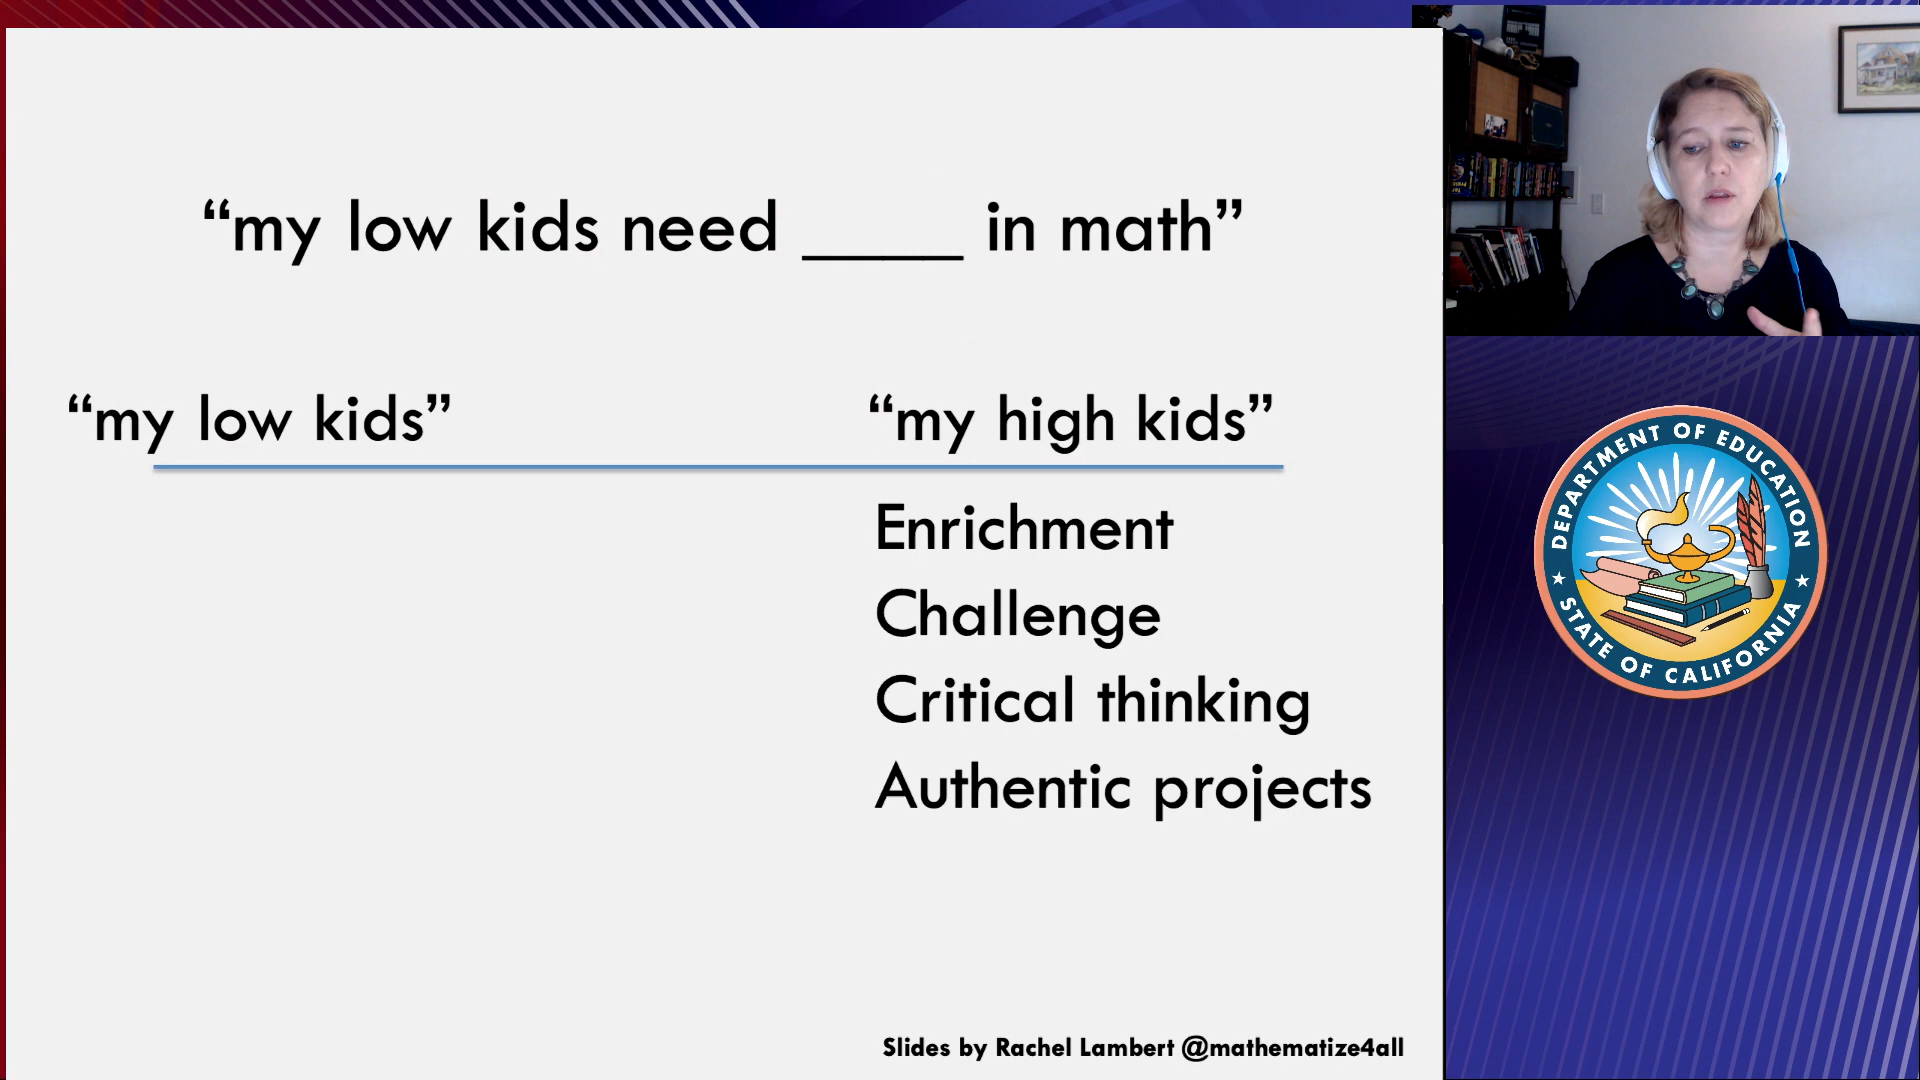 “my low kids need _____ in math”
“my low kids”
“my high kids”
Enrichment
Challenge
Critical thinking
Authentic projects
Slides by Rachel Lambert @mathematize4all
DEPARTMENT OF EDUCATION
STATE OF CALIFORNIA